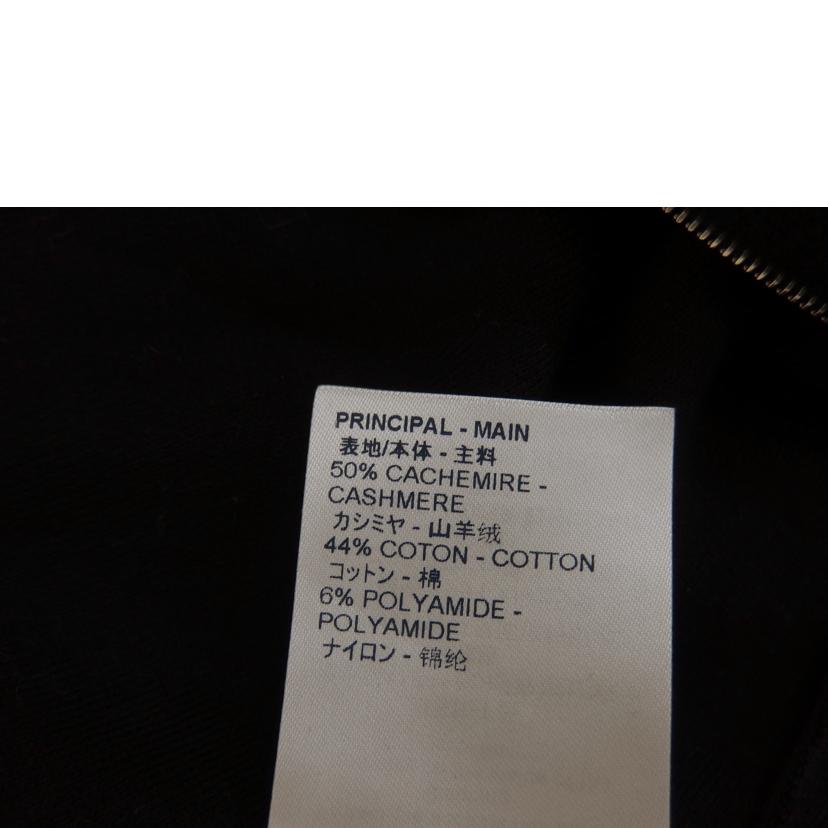 PRINCIPAL - MAIN
表地/本体 - 主料
50% CACHEMIRE -
CASHMERE
カシミヤ - 山羊绒
44% COTON - COTTON
コットン - 棉
6% POLYAMIDE -
POLYAMIDE
ナイロン - 锦纶